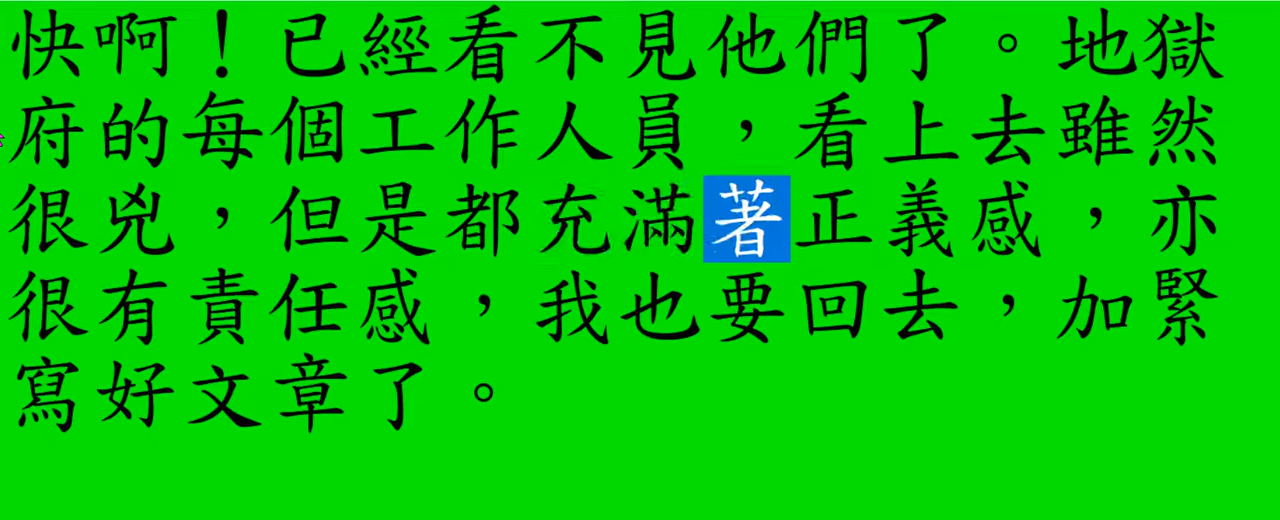 快啊！已經看不見他們了。地獄
府的每個工作人員，看上去雖然
很兇，但是都充滿著正義感，亦
很有責任感，我也要回去，加緊
寫好文章了。